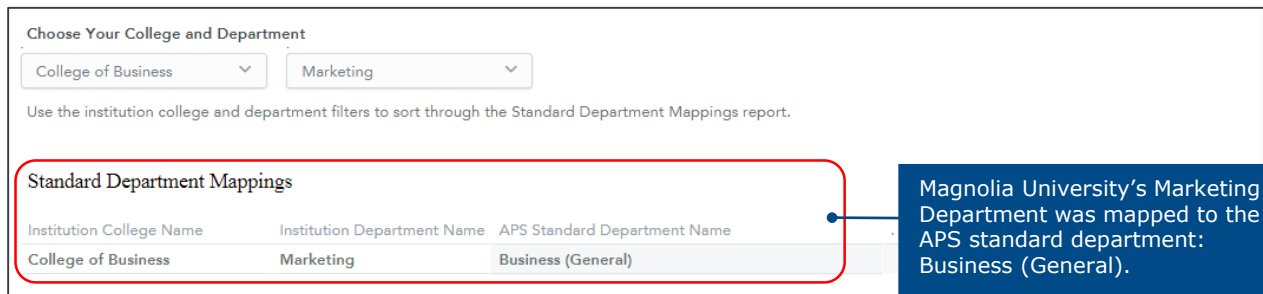 Choose Your College and Department
College of Business
Marketing
Use the institution college and department filters to sort through the Standard Department Mappings report.
Standard Department Mappings
Institution College Name Institution Department Name APS Standard Department Name
College of Business Marketing Business (General)
Magnolia University’s Marketing
Department was mapped to the
APS standard department:
Business (General).